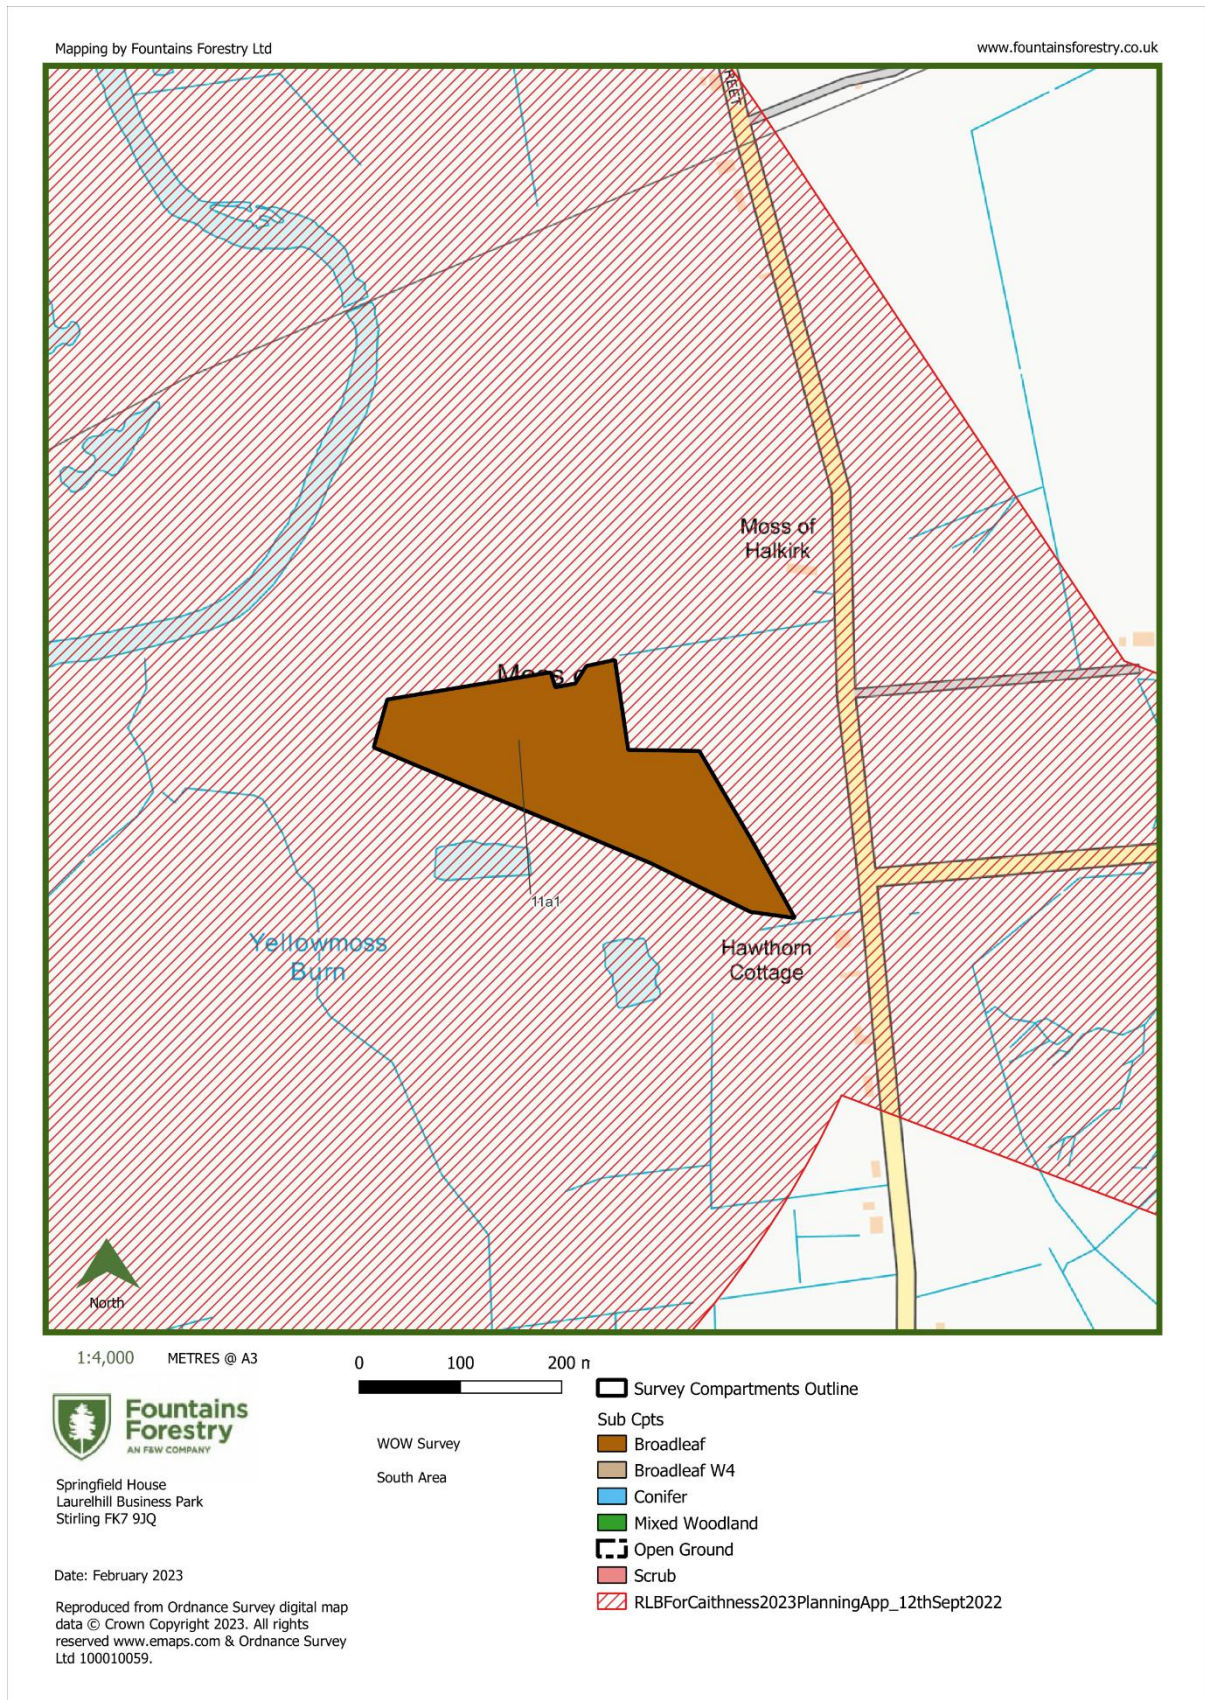 Mapping by Fountains Forestry Ltd
www.fountainsforestry.co.uk
REET
Moss of
Halkirk
Moss o
11a1
Yellowmoss
Burn
Hawthorn
Cottage
North
1:4,000 METRES @ A3
0 100 200 n
Fountains
Forestry
AN F&W COMPANY
WOW Survey
South Area
Springfield House
Laurelhill Business Park
Stirling FK7 9JQ
Date: February 2023
Reproduced from Ordnance Survey digital map
data © Crown Copyright 2023. All rights
reserved www.emaps.com & Ordnance Survey
Ltd 100010059.
Survey Compartments Outline
Sub Cpts
Broadleaf
Broadleaf W4
Conifer
Mixed Woodland
Open Ground
Scrub
RLBForCaithness2023PlanningApp_12thSept2022